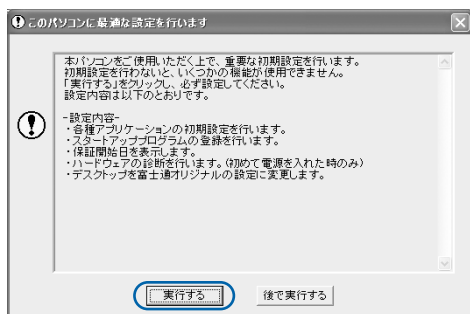 このパソコンに最適な設定を行います
本パソコンをご使用いただく上で、重要な初期設定を行います。
初期設定を行わないと、いくつかの機能が使用できません。
「実行する」をクリックし、必ず設定してください。
設定内容は以下のとおりです。
-設定内容-
・各種アプリケーションの初期設定を行います。
・スタートアッププログラムの登録を行います。
・保証開始日を表示します。
・ハードウェアの診断を行います。(初めて電源を入れた時のみ)
・デスクトップを富士通オリジナルの設定に変更します。
実行する 後で実行する